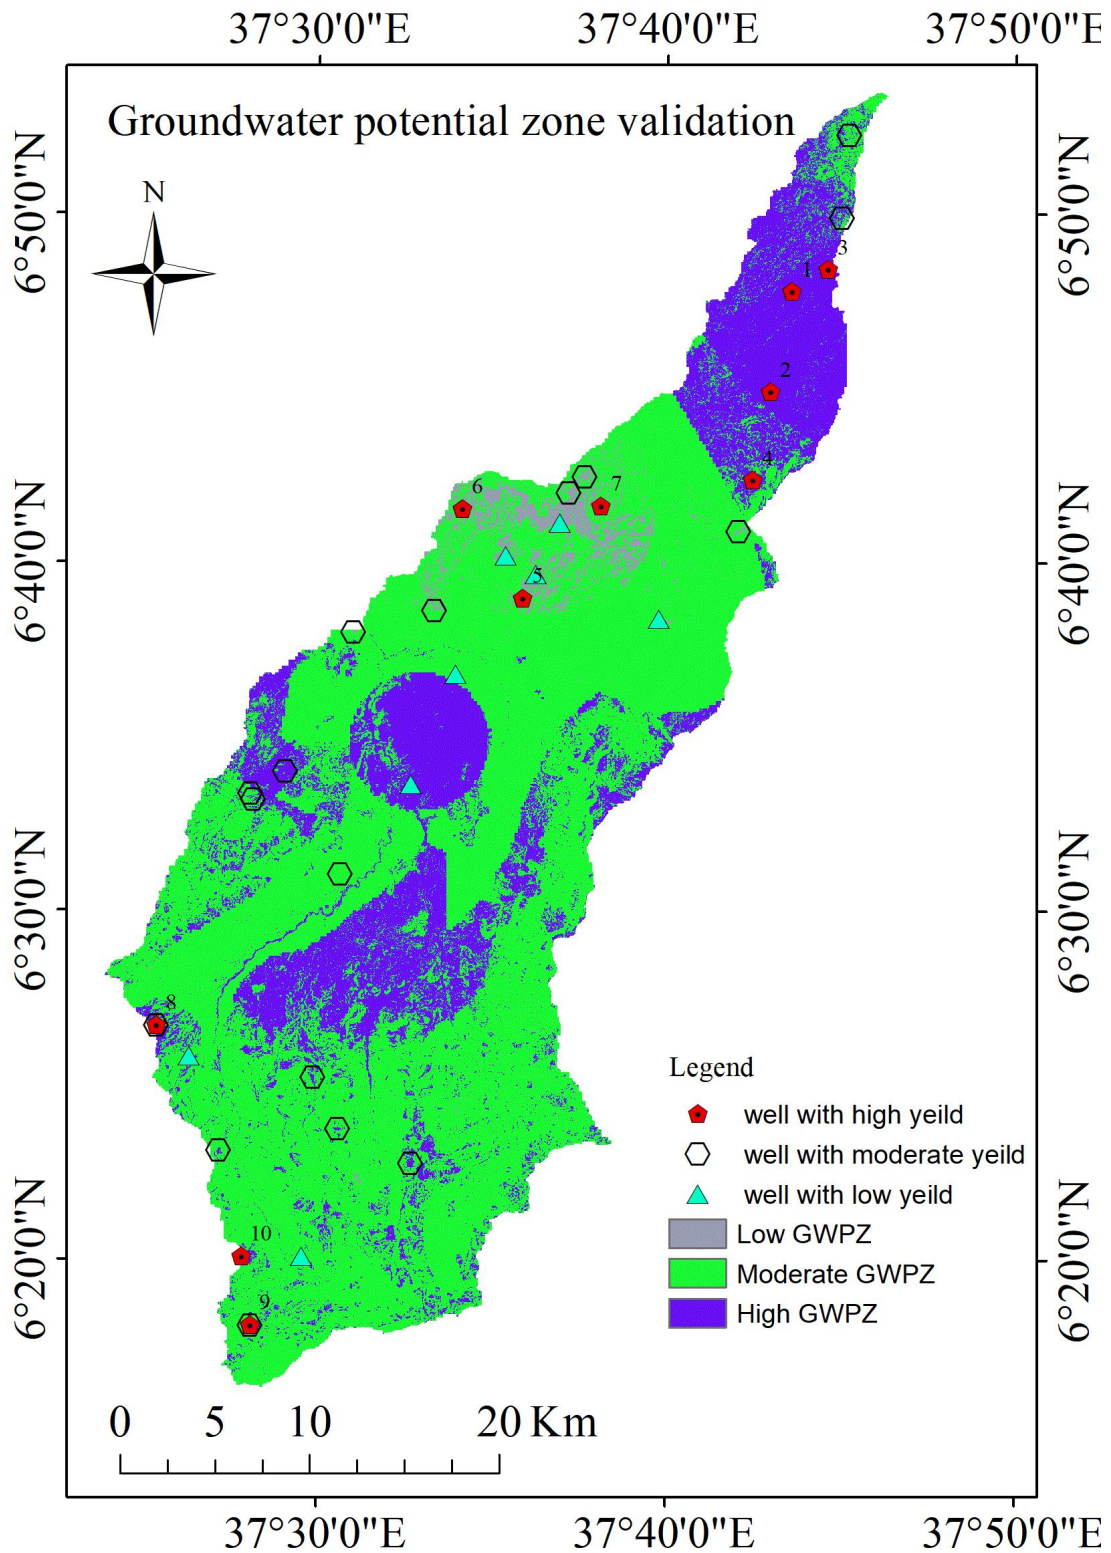 37°30'0"E 37°40'0"E 37°50'0"E
Groundwater potential zone validation
N
6°50'0"N 6°50'0"N
3
1
2
4
6
7
5
6°40'0"N 6°40'0"N
6°30'0"N 6°30'0"N
8
Legend
well with high yeild
well with moderate yeild
well with low yeild
Low GWPZ
Moderate GWPZ
High GWPZ
10
9
6°20'0"N 6°20'0"N
0 5 10 20 Km
37°30'0"E 37°40'0"E 37°50'0"E